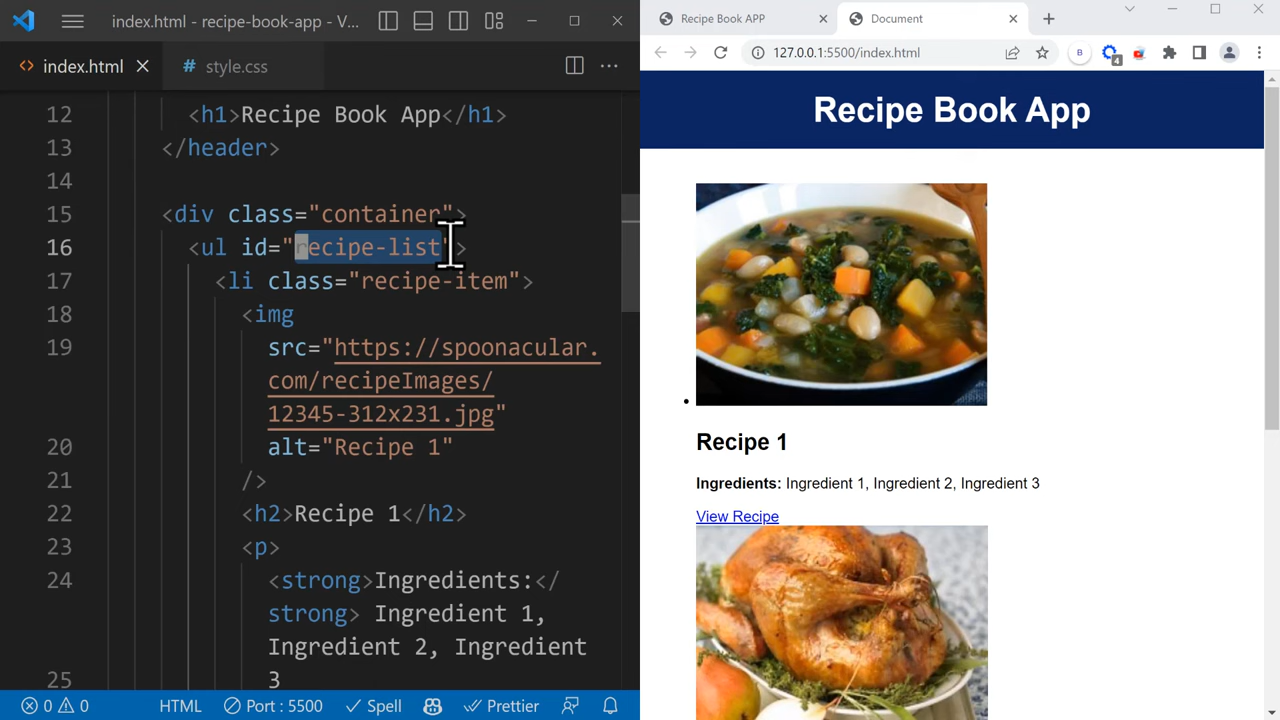 index.html - recipe-book-app - V...
index.html
# style.css
12 <h1>Recipe Book App</h1>
13 </header>
14
15 <div class="container">
16 <ul id="recipe-list">
17 <li class="recipe-item">
18 <img
19 src="https://spoonacular.
com/recipeImages/
12345-312x231.jpg"
20 alt="Recipe 1"
21 />
22 <h2>Recipe 1</h2>
23 <p>
24 <strong>Ingredients:</
strong> Ingredient 1,
Ingredient 2, Ingredient
3
25
0 0 HTML Port : 5500 Spell Prettier
Recipe Book APP
Document
127.0.0.1:5500/index.html
B
4
Recipe Book App
Recipe 1
Ingredients: Ingredient 1, Ingredient 2, Ingredient 3
View Recipe